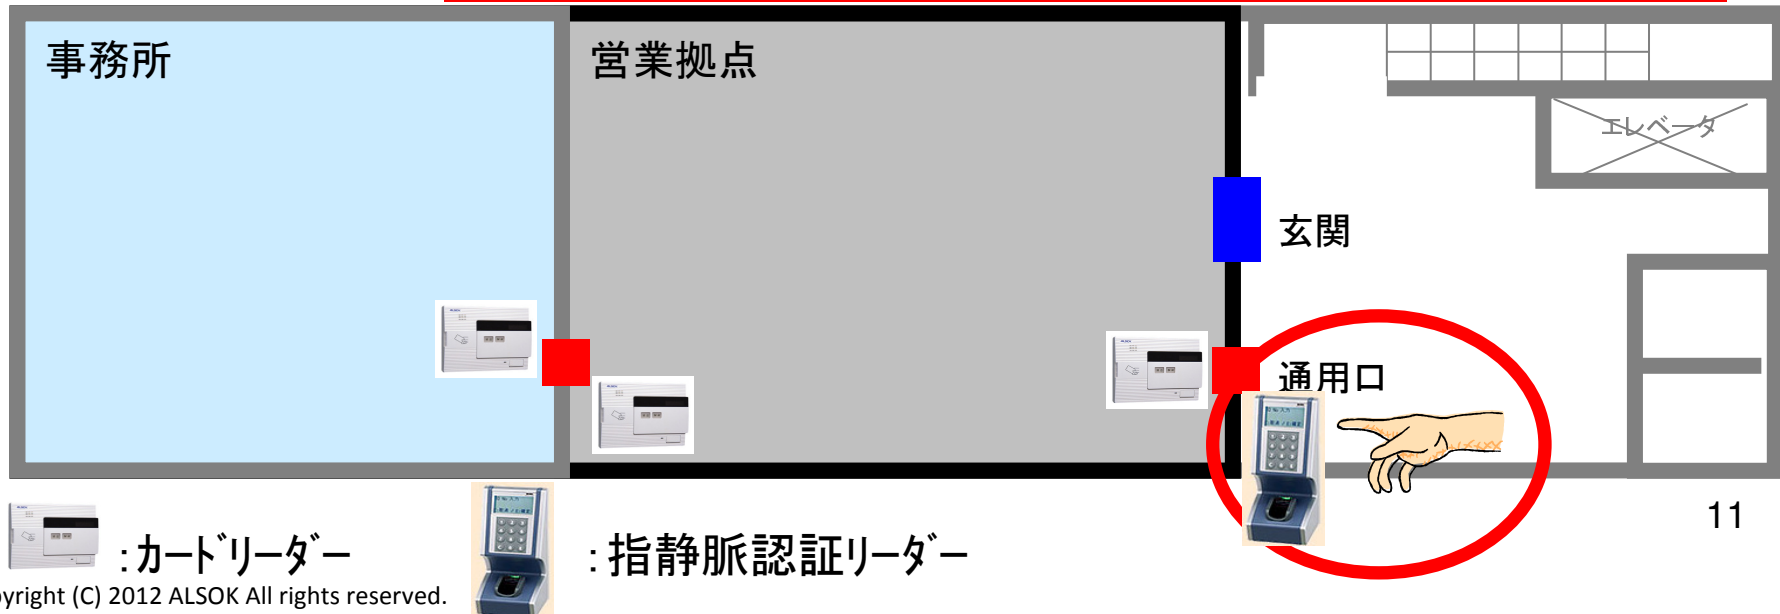 事務所
営業拠点
エレベータ
玄関
通用口
:カードリーダー
:指静脈認証リーダー
11
pyright (C) 2012 ALSOK All rights reserved.